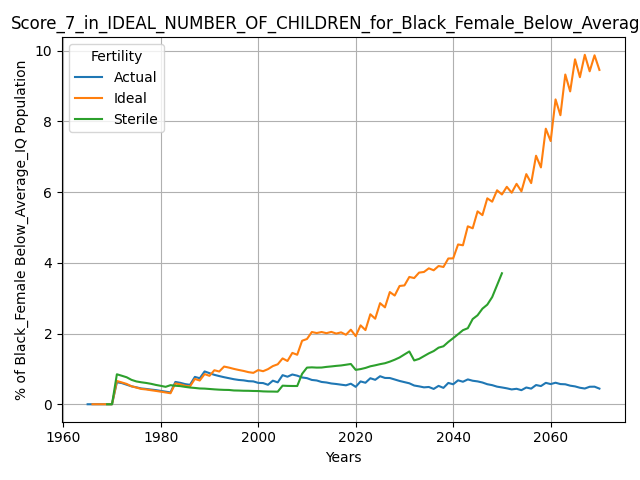 Score_7_in_IDEAL_NUMBER_OF_CHILDREN_for_Black_Female_Below_Averag
% of Black_Female Below_Average_IQ Population
Fertility
Actual
Ideal
Sterile
10
8
6
4
2
0
1960
1980
2000
2020
2040
2060
Years